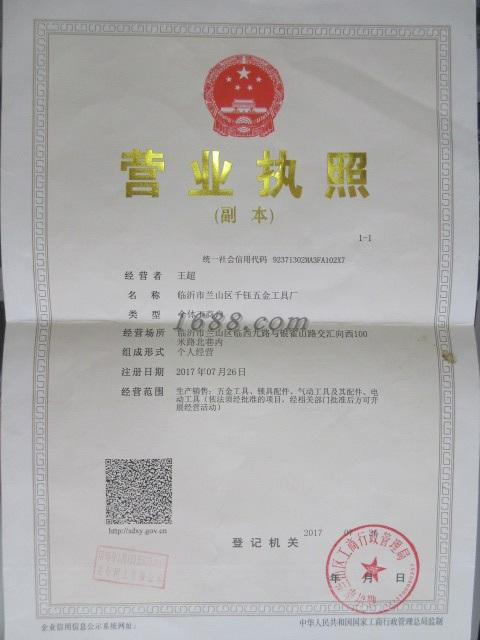 营业执照
(副 本)
1-1
统一社会信用代码 92371302MA3FA102X7
经营者 王超
名称 临沂市兰山区千钰五金工具厂
类型 个体工商户
1688.com
经营场所 临沂市兰山区临西九路与银雀山路交汇向西100
米路北巷内
组成形式 个人经营
注册日期 2017年07月26日
经营范围 生产销售：五金工具、锁具配件、气动工具及其配件、电
动工具（依法须经批准的项目，经相关部门批准后方可开
展经营活动）
http://sdxy.gov.cn
登记机关
2017
年 月 日
区工商行政管理局
企业信用信息公示系统网址：
中华人民共和国国家工商行政管理总局监制